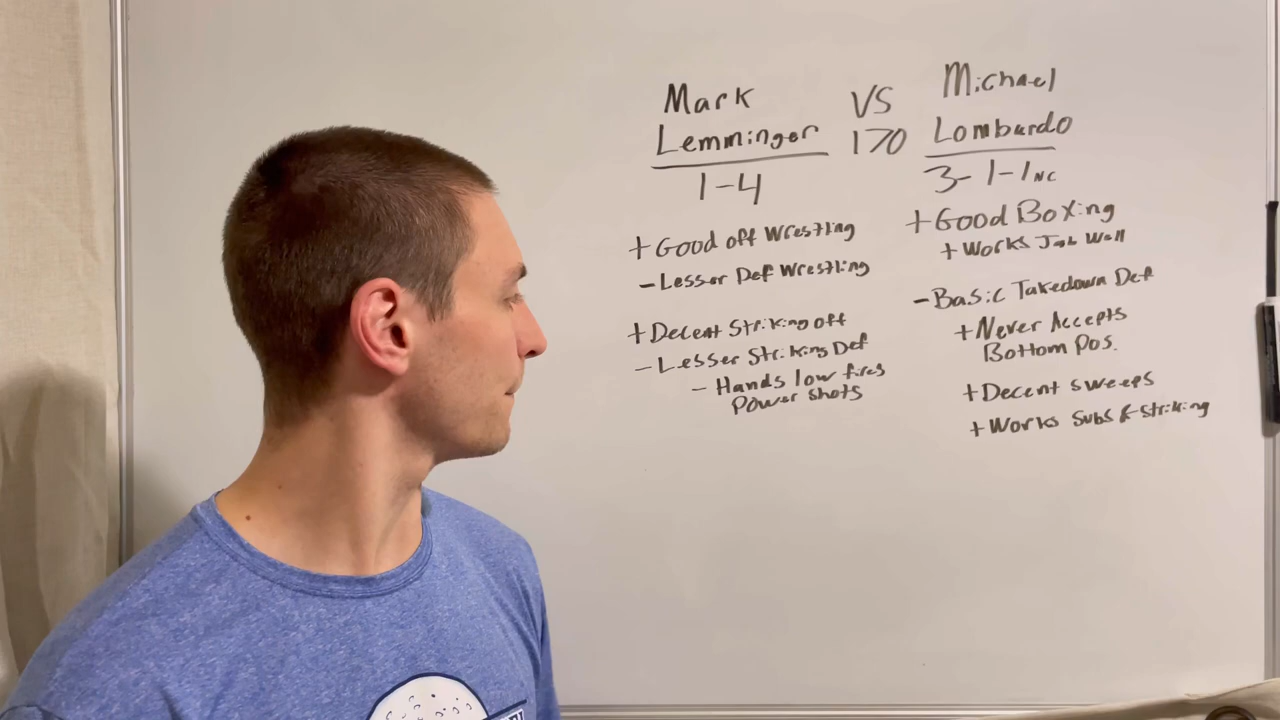 Mark
Lemminger
1-4
+ Good off Wrestling
- Lesser Def Wrestling
+ Decent Striking off
- Lesser Striking Def
- Hands low fires
Power shots
VS
170
Michael
Lombardo
3-1-1NC
+ Good Boxing
+ Works Jab Well
- Basic Takedown Def
+ Never Accepts
Bottom Pos.
+ Decent sweeps
+ Works Subs & Striking